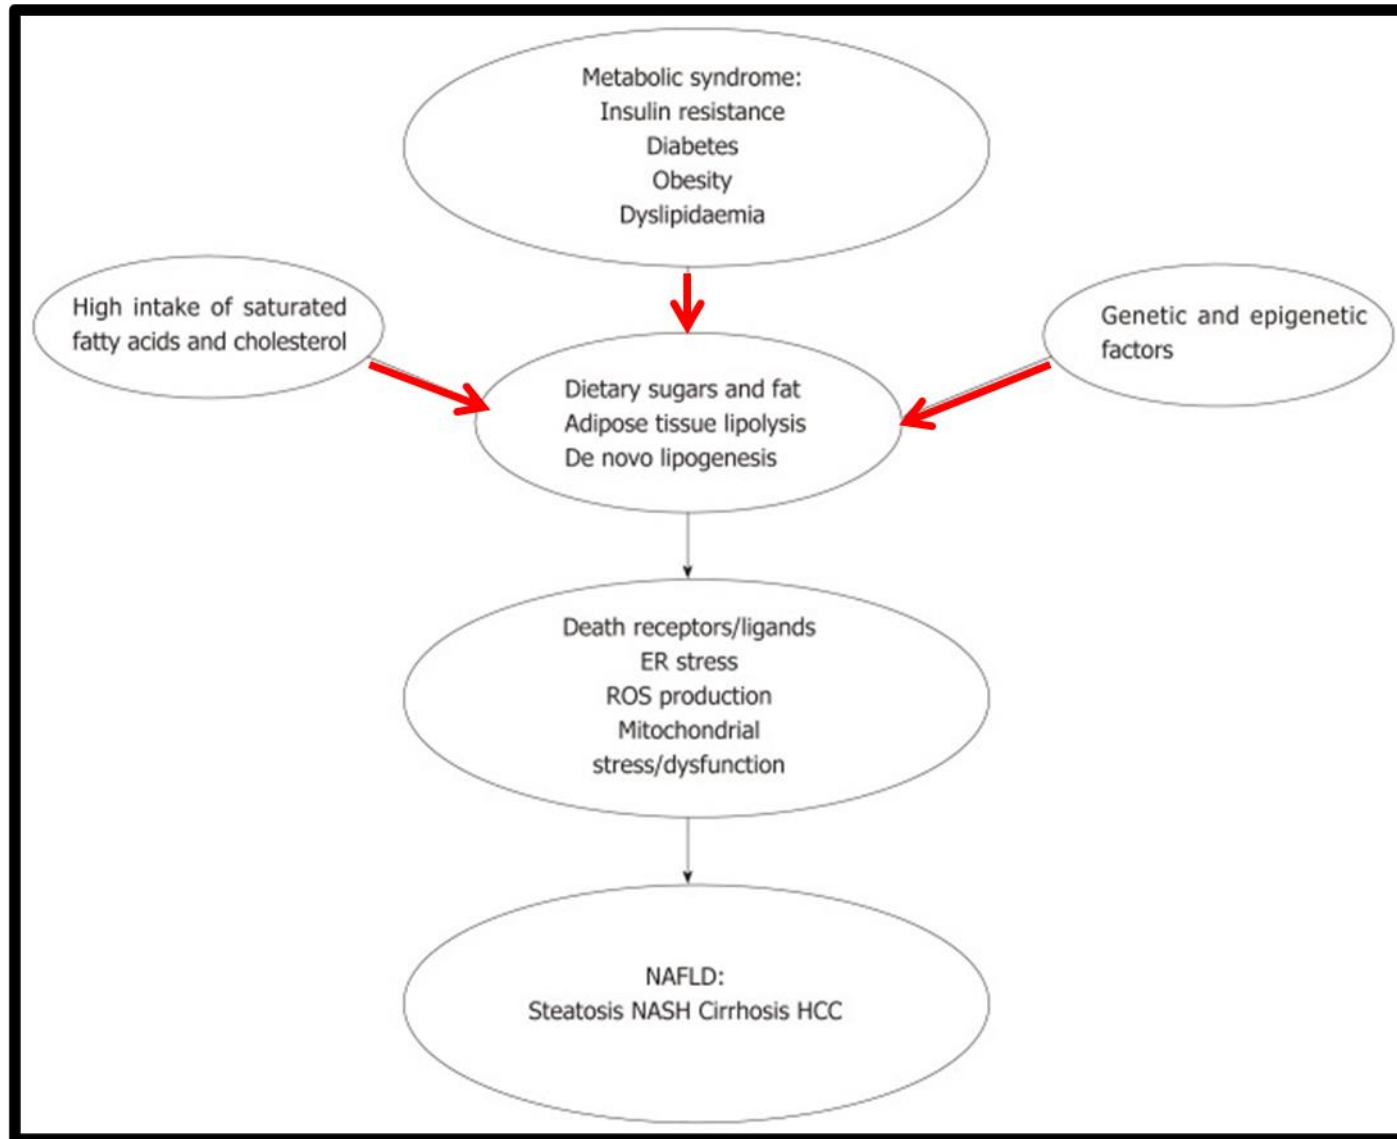 Metabolic syndrome:
Insulin resistance
Diabetes
Obesity
Dyslipidaemia
High intake of saturated
fatty acids and cholesterol
Genetic and epigenetic
factors
Dietary sugars and fat
Adipose tissue lipolysis
De novo lipogenesis
Death receptors/ligands
ER stress
ROS production
Mitochondrial
stress/dysfunction
NAFLD:
Steatosis NASH Cirrhosis HCC